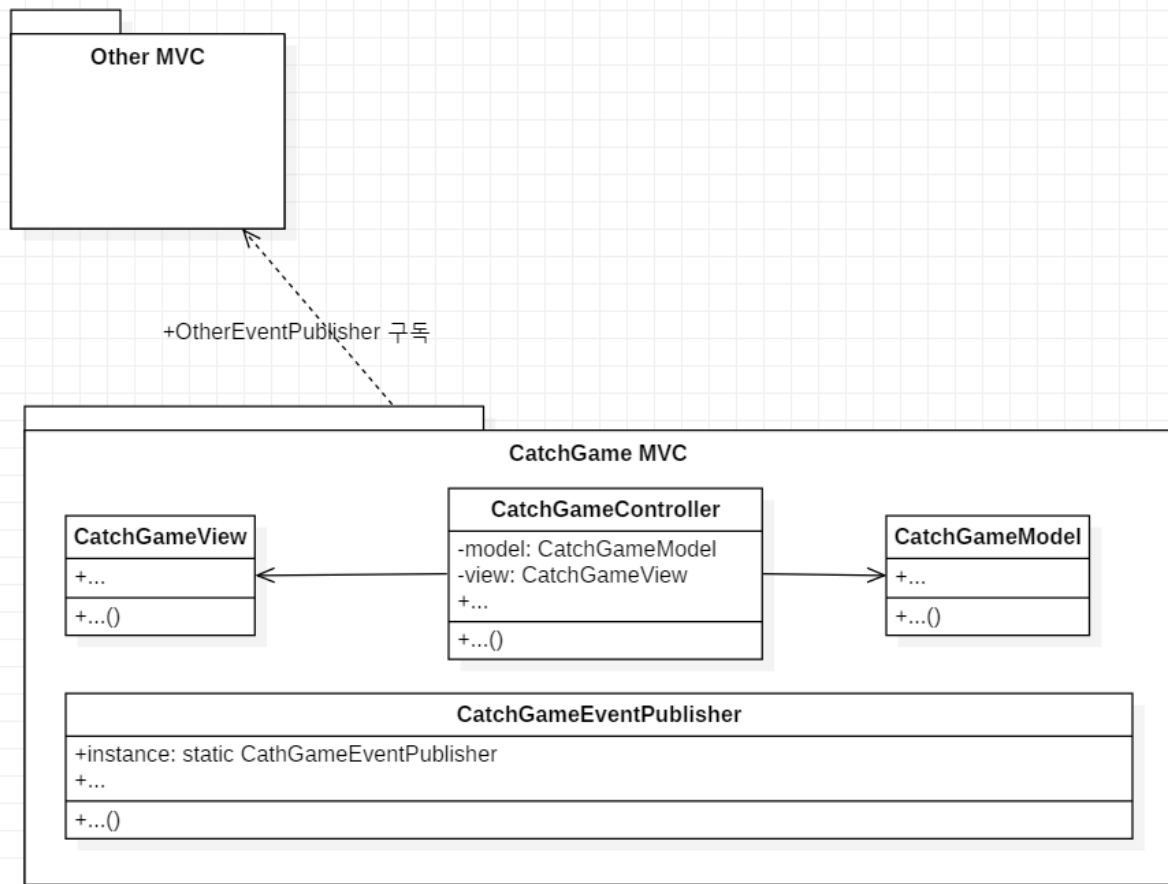 Other MVC
+OtherEventPublisher 구독
CatchGame MVC
CatchGameView
+...
+...()
CatchGameController
-model: CatchGameModel
-view: CatchGameView
+...
+...()
CatchGameModel
+...
+...()
CatchGameEventPublisher
+instance: static CathGameEventPublisher
+...
+...()